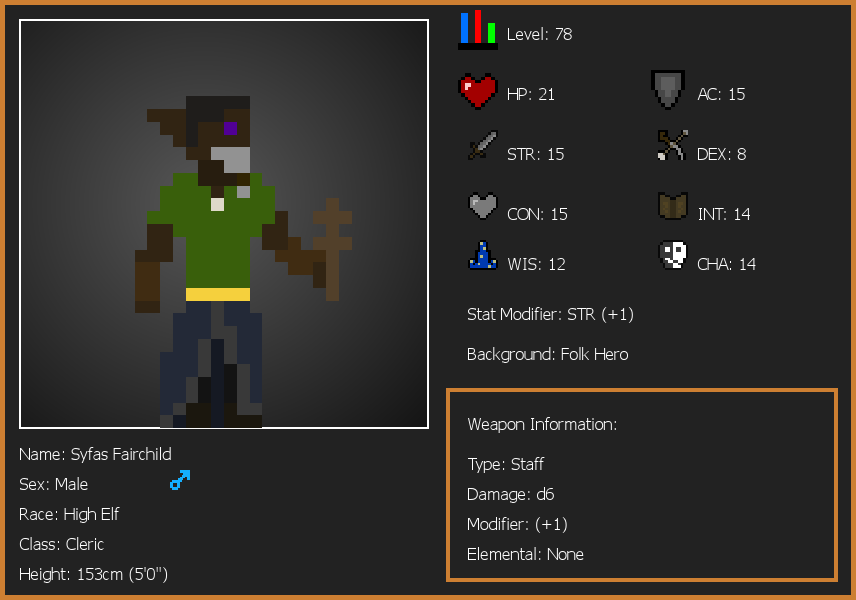 Level: 78
HP: 21
AC: 15
STR: 15
DEX: 8
CON: 15
INT: 14
WIS: 12
CHA: 14
Stat Modifier: STR (+1)
Background: Folk Hero
Weapon Information:
Type: Staff
Damage: d6
Modifier: (+1)
Elemental: None
Name: Syfas Fairchild
Sex: Male
Race: High Elf
Class: Cleric
Height: 153cm (5'0")